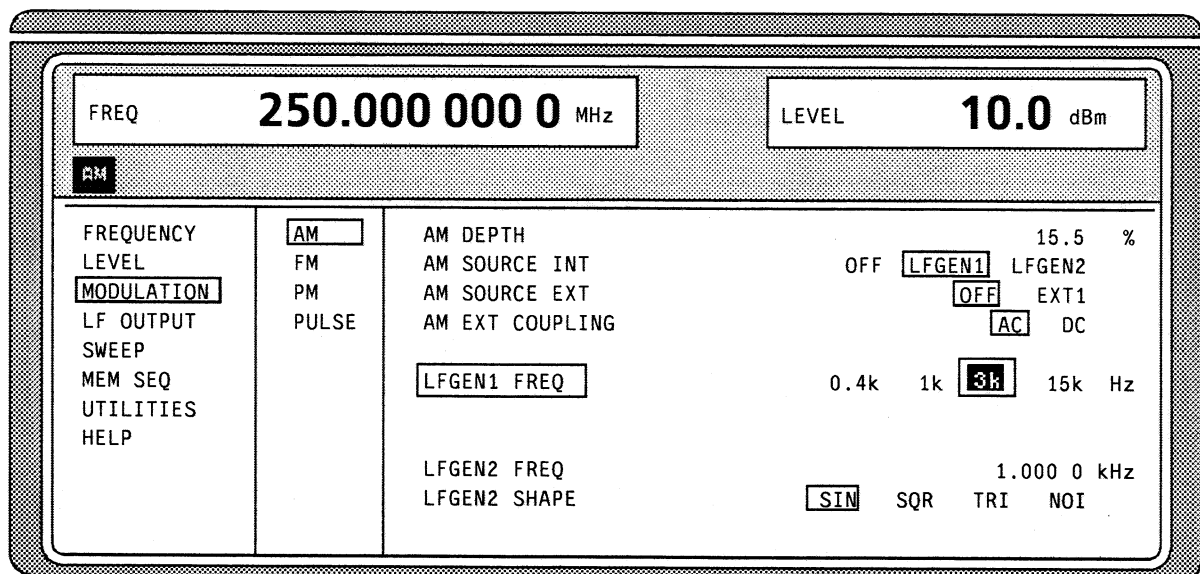 FREQ 250.000 000 0 MHz LEVEL 10.0 dBm
AM
FREQUENCY AM AM DEPTH 15.5 %
LEVEL FM AM SOURCE INT OFF LFGEN1 LFGEN2
MODULATION PM AM SOURCE EXT OFF EXT1
LF OUTPUT PULSE AM EXT COUPLING AC DC
SWEEP
MEM SEQ LFGEN1 FREQ 0.4k 1k 3k 15k Hz
UTILITIES
HELP
LFGEN2 FREQ 1.000 0 kHz
LFGEN2 SHAPE SIN SQR TRI NOI